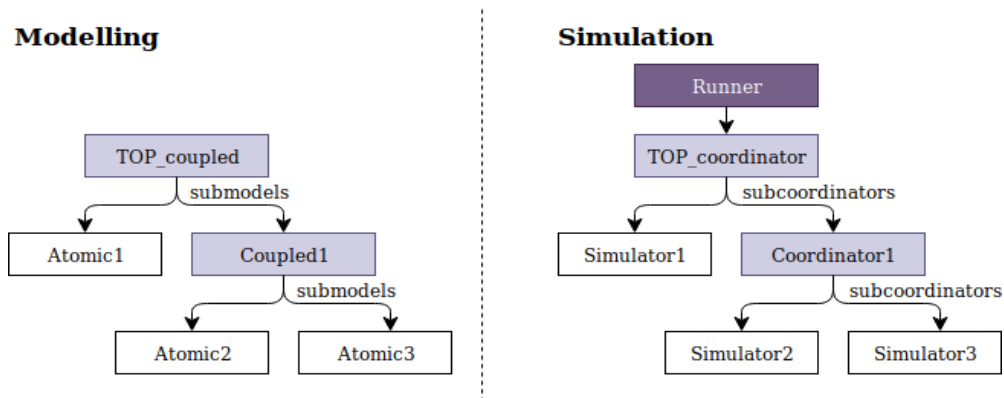 Modelling
TOP_coupled
submodels
Atomic1
Coupled1
submodels
Atomic2
Atomic3
Simulation
Runner
TOP_coordinator
subcoordinators
Simulator1
Coordinator1
subcoordinators
Simulator2
Simulator3